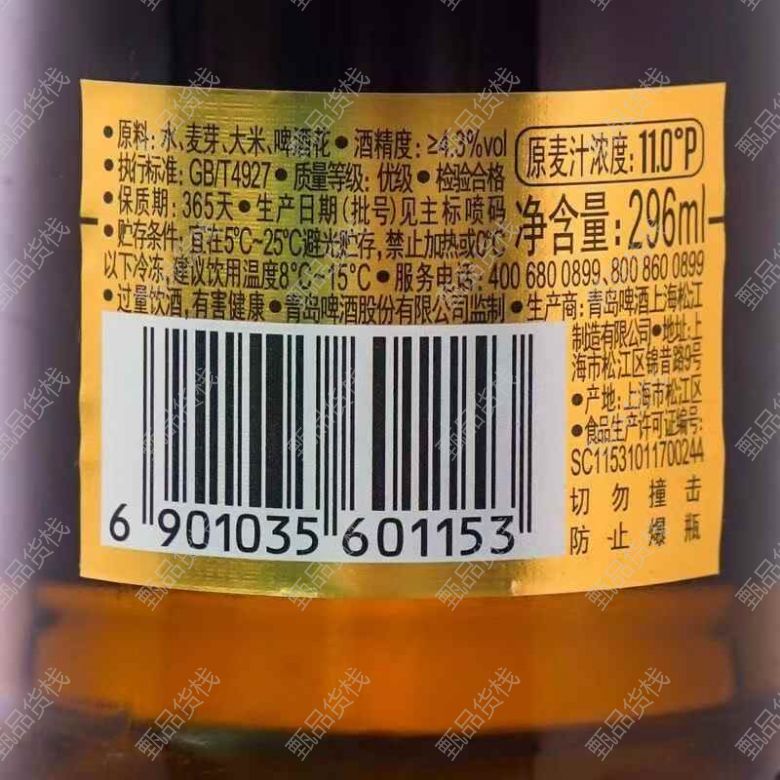 •原料:水、麦芽、大米、啤酒花•酒精度:≥4.3%vol
原麦汁浓度:11.0°P
•执行标准:GB/T4927•质量等级:优级•检验合格
•保质期:365天•生产日期(批号)见主标喷码
净含量:296ml
•贮存条件:宜在5℃~25℃避光贮存,禁止加热或0℃
以下冷冻,建议饮用温度8℃~15℃•服务电话:400 680 0899、800 860 0899
•过量饮酒,有害健康•青岛啤酒股份有限公司监制•生产商:青岛啤酒上海松江
制造有限公司•地址:上
海市松江区锦昔路9号
•产地:上海市松江区
•食品生产许可证编号:
SC11531011700244
切勿撞击
防止爆瓶
6 901035 601153
甄品货栈